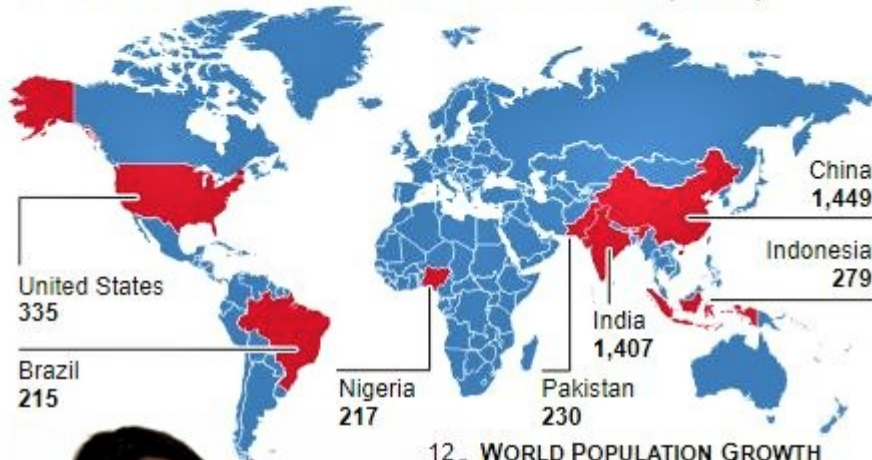 China
1,449
Indonesia
279
United States
335
India
1,407
Brazil
215
Nigeria
217
Pakistan
230
12 WORLD POPULATION GROWTH